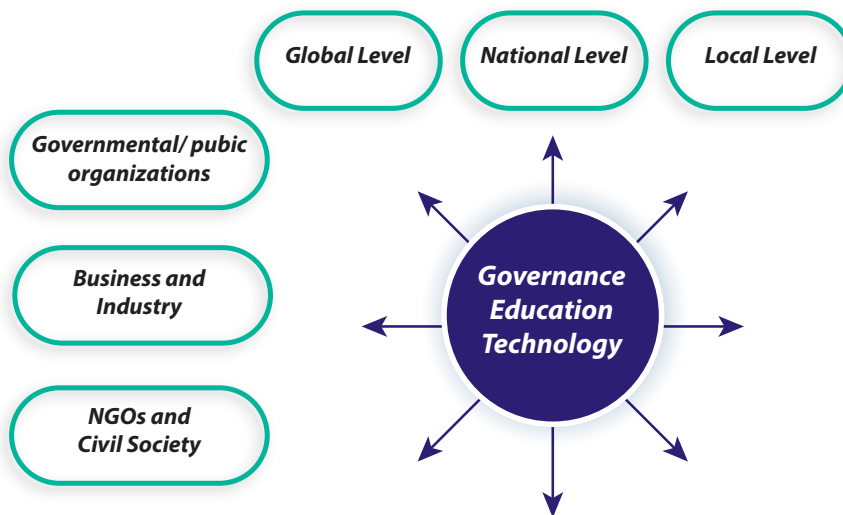 Global Level
National Level
Local Level
Governmental/ pubic
organizations
Business and
Industry
NGOs and
Civil Society
Governance
Education
Technology